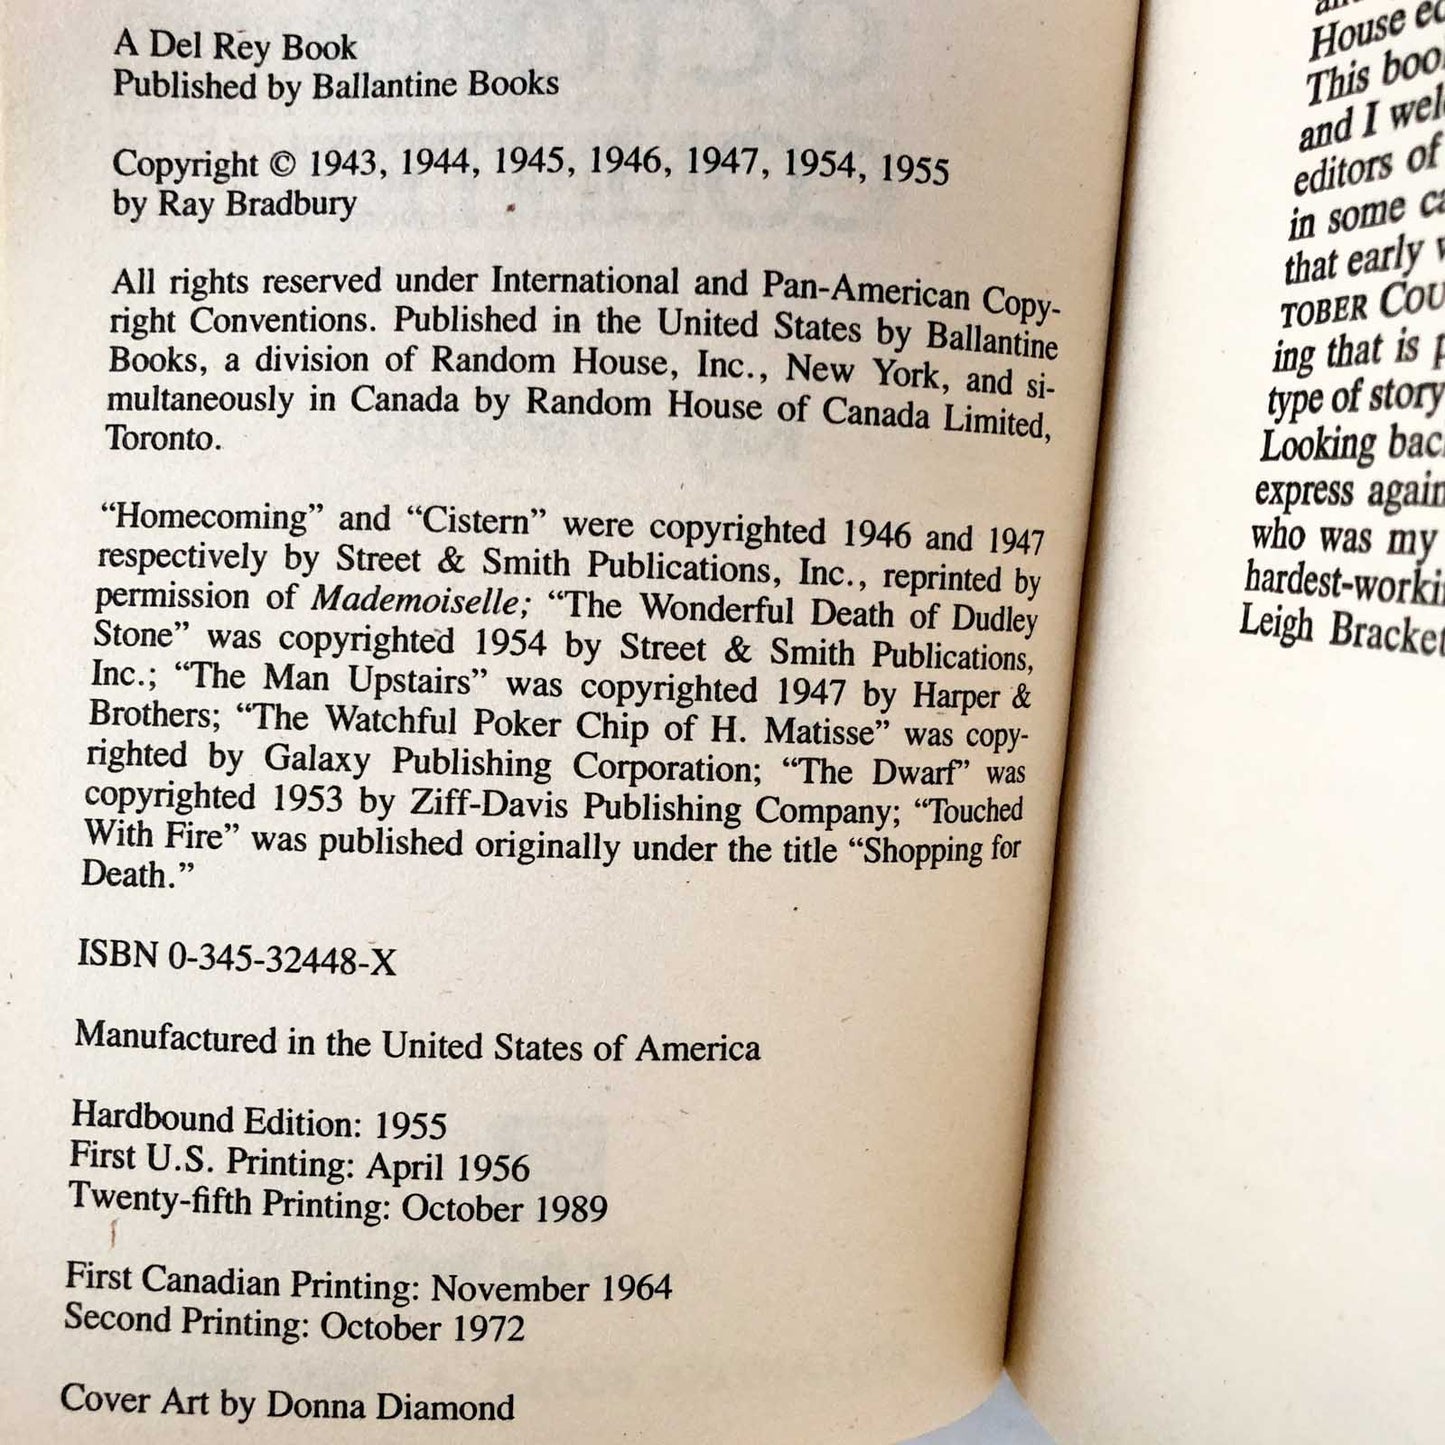 A Del Rey Book
Published by Ballantine Books
Copyright © 1943, 1944, 1945, 1946, 1947, 1954, 1955
by Ray Bradbury
All rights reserved under International and Pan-American Copy-
right Conventions. Published in the United States by Ballantine
Books, a division of Random House, Inc., New York, and si-
multaneously in Canada by Random House of Canada Limited,
Toronto.
“Homecoming” and “Cistern” were copyrighted 1946 and 1947
respectively by Street & Smith Publications, Inc., reprinted by
permission of Mademoiselle; “The Wonderful Death of Dudley
Stone” was copyrighted 1954 by Street & Smith Publications,
Inc.; “The Man Upstairs” was copyrighted 1947 by Harper &
Brothers; “The Watchful Poker Chip of H. Matisse” was copy-
righted by Galaxy Publishing Corporation; “The Dwarf” was
copyrighted 1953 by Ziff-Davis Publishing Company; “Touched
With Fire” was published originally under the title “Shopping for
Death.”
ISBN 0-345-32448-X
Manufactured in the United States of America
Hardbound Edition: 1955
First U.S. Printing: April 1956
Twenty-fifth Printing: October 1989
First Canadian Printing: November 1964
Second Printing: October 1972
Cover Art by Donna Diamond
House
This
and I
editors of
in some
that early
TOBER
ing that is
type of story
Looking
express
who was my
Leigh